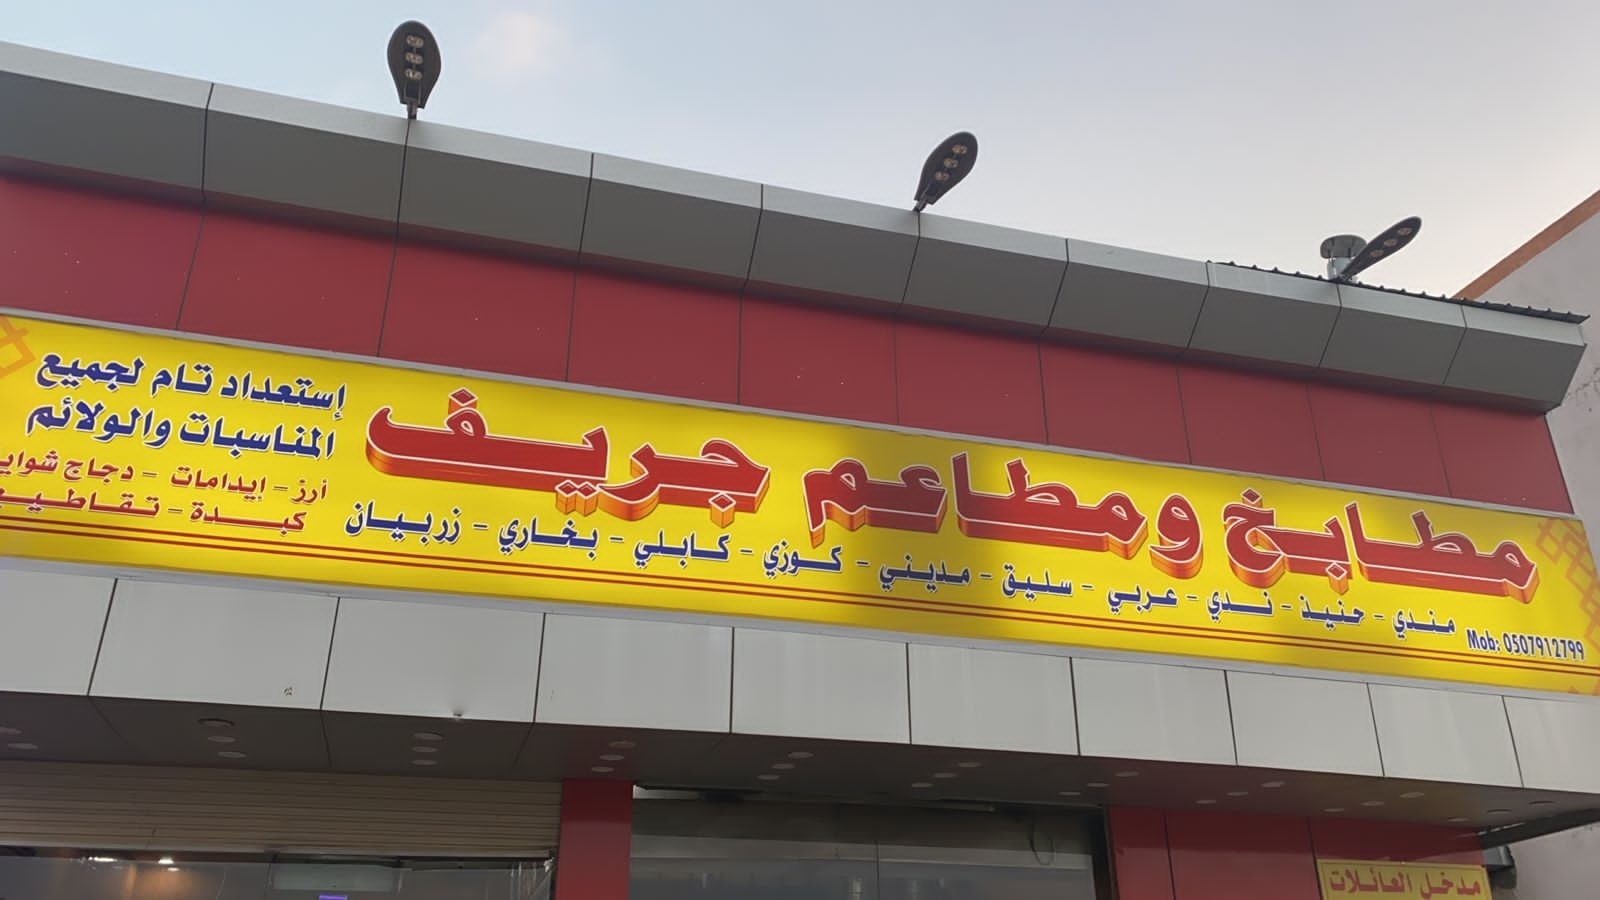 مطابخ ومطاعم جريف
مندي - حنيذ - ندي - عربي - سليق - مديني - كوزي - كابلي - بخاري - زربيان
Mob: 0507912799
إستعداد تام لجميع
المناسبات والولائم
أرز - إيدامات - دجاج
كبدة
مدخل العائلات